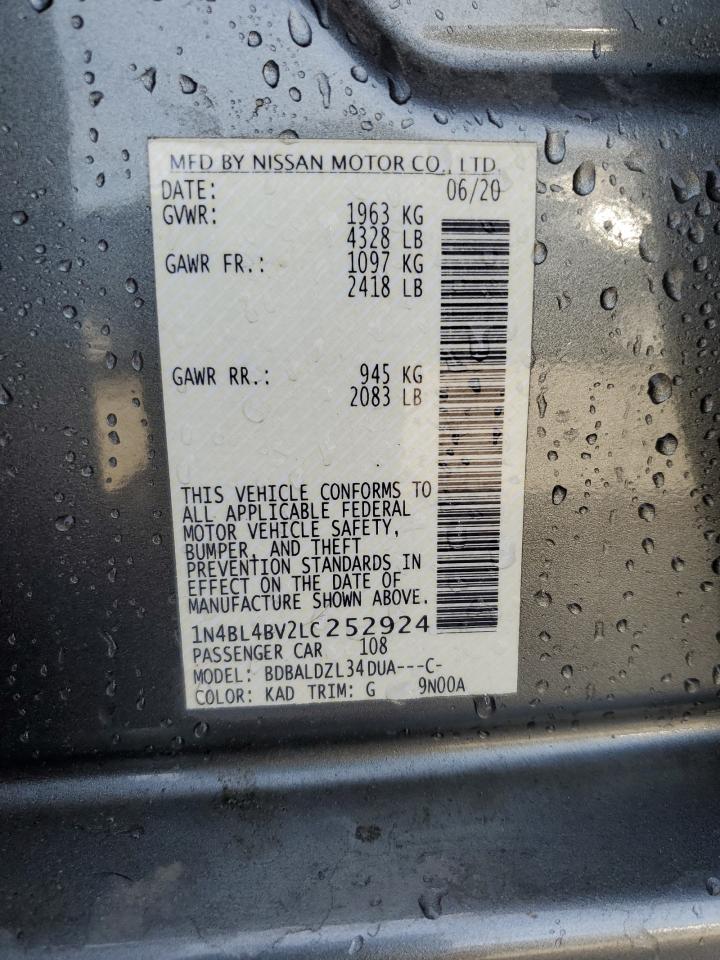 MFD BY NISSAN MOTOR CO., LTD.
DATE: 06/20
GVWR: 1963 KG
4328 LB
GAWR FR.: 1097 KG
2418 LB
GAWR RR.: 945 KG
2083 LB
THIS VEHICLE CONFORMS TO
ALL APPLICABLE FEDERAL
MOTOR VEHICLE SAFETY,
BUMPER, AND THEFT
PREVENTION STANDARDS IN
EFFECT ON THE DATE OF
MANUFACTURE SHOWN ABOVE.
1N4BL4BV2LC252924
PASSENGER CAR 108
MODEL: BDBALDZL34DUA---C-
COLOR: KAD TRIM: G 9N00A